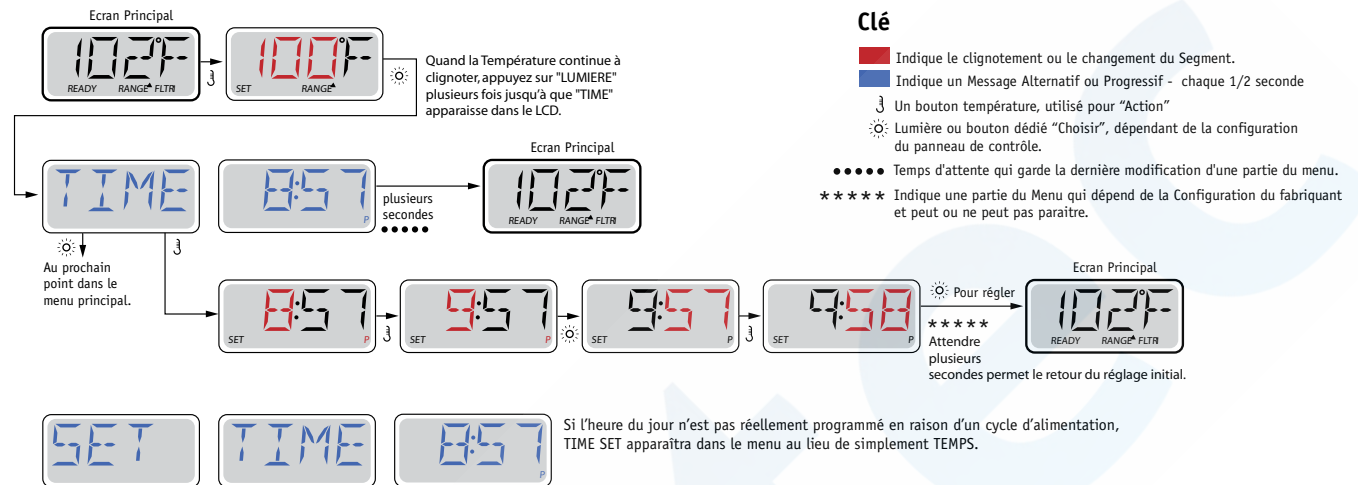 Ecran Principal
102°F
READY RANGE FLTR
100°F
SET RANGE
Quand la Température continue à
clignoter, appuyez sur "LUMIERE"
plusieurs fois jusqu'à que "TIME"
apparaisse dans le LCD.
Clé
Indique le clignotement ou le changement du Segment.
Indique un Message Alternatif ou Progressif - chaque 1/2 seconde
Un bouton température, utilisé pour “Action”
Lumière ou bouton dédié “Choisir”, dépendant de la configuration
du panneau de contrôle.
••••• Temps d'attente qui garde la dernière modification d'une partie du menu.
***** Indique une partie du Menu qui dépend de la Configuration du fabriquant
et peut ou ne peut pas paraitre.
TIME
8:57
P
plusieurs
secondes
•••••
Ecran Principal
102°F
READY RANGE FLTR
Au prochain
point dans le
menu principal.
8:57
SET P
9:57
SET P
9:57
SET P
9:58
SET P
Pour régler
*****
Attendre
plusieurs
secondes permet le retour du réglage initial.
Ecran Principal
102°F
READY RANGE FLTR
SET
TIME
8:57
P
Si l’heure du jour n’est pas réellement programmé en raison d’un cycle d’alimentation,
TIME SET apparaîtra dans le menu au lieu de simplement TEMPS.